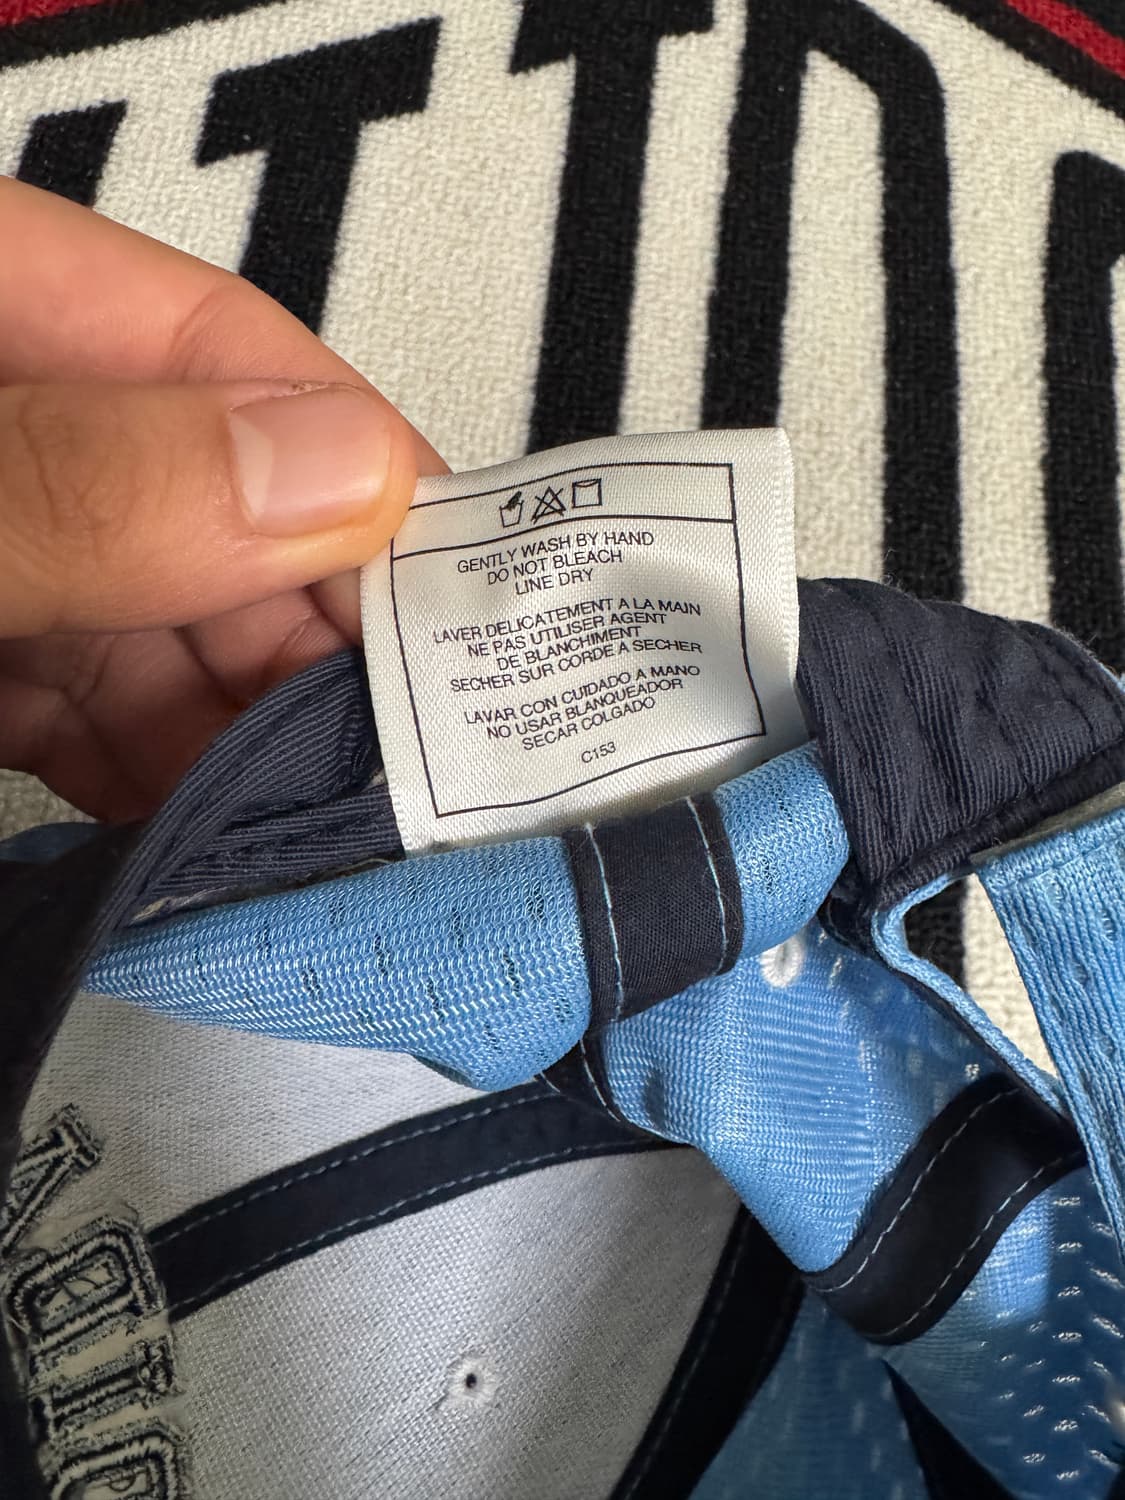 GENTLY WASH BY HAND
DO NOT BLEACH
LINE DRY
LAVER DELICATEMENT A LA MAIN
NE PAS UTILISER AGENT
DE BLANCHIMENT
SECHER SUR CORDE A SECHER
LAVAR CON CUIDADO A MANO
NO USAR BLANQUEADOR
SECAR COLGADO
C153